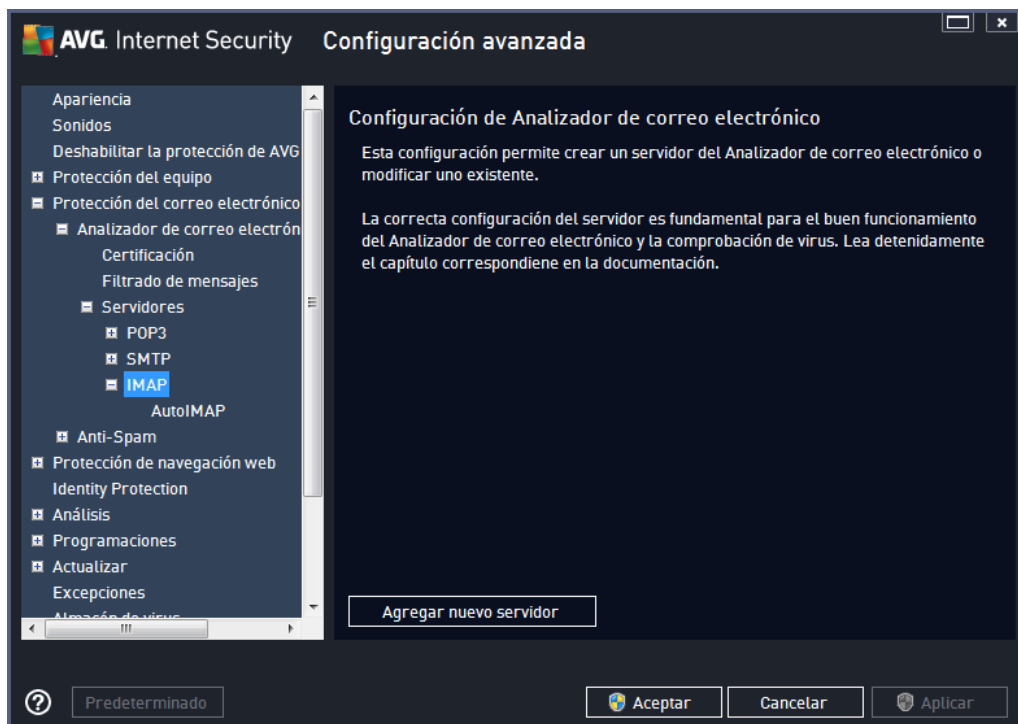 AVG. Internet Security
Configuración avanzada
Apariencia
Sonidos
Deshabilitar la protección de AVG
Protección del equipo
Protección del correo electrónico
Analizador de correo electrón
Certificación
Filtrado de mensajes
Servidores
POP3
SMTP
IMAP
AutoIMAP
Anti-Spam
Protección de navegación web
Identity Protection
Análisis
Programaciones
Actualizar
Excepciones
Almacén de virus
Configuración de Analizador de correo electrónico
Esta configuración permite crear un servidor del Analizador de correo electrónico o
modificar uno existente.
La correcta configuración del servidor es fundamental para el buen funcionamiento
del Analizador de correo electrónico y la comprobación de virus. Lea detenidamente
el capítulo correspondiene en la documentación.
Agregar nuevo servidor
Predeterminado
Aceptar
Cancelar
Aplicar